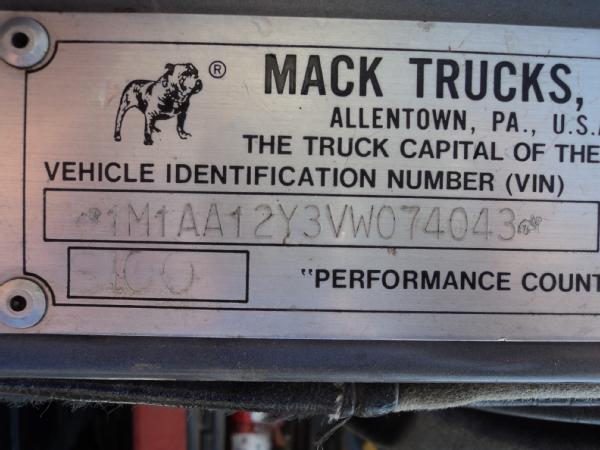 ®
MACK TRUCKS,
ALLENTOWN, PA., U.S.A
THE TRUCK CAPITAL OF THE
VEHICLE IDENTIFICATION NUMBER (VIN)
1M1AA12Y3VW074043
"PERFORMANCE COUNT